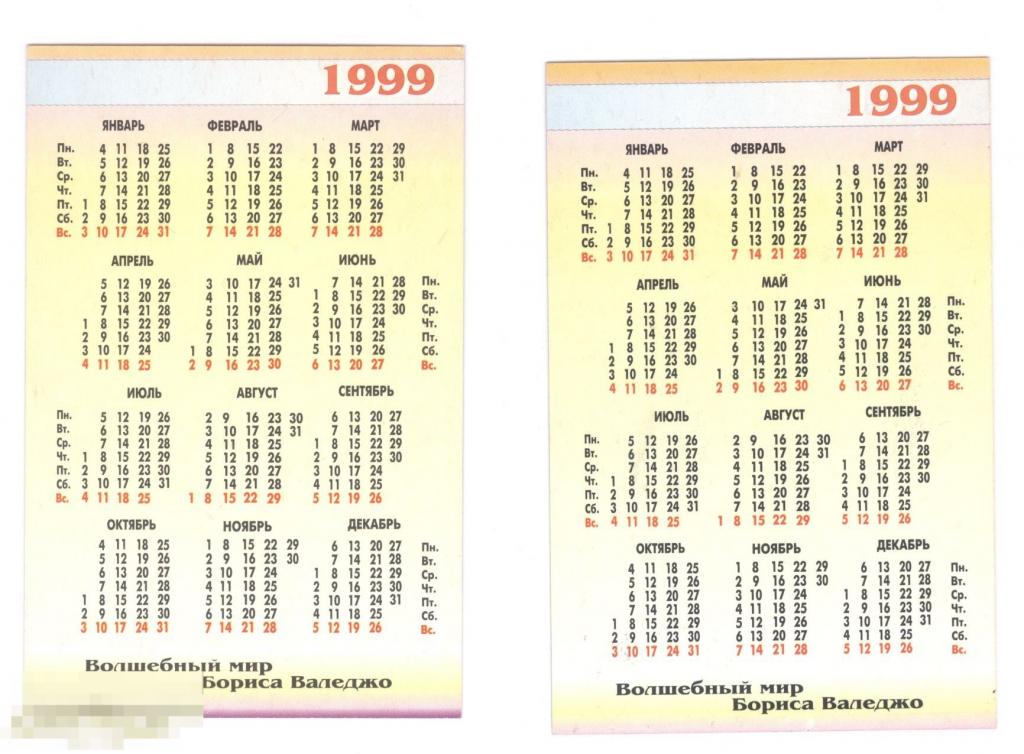 1999
ЯНВАРЬ ФЕВРАЛЬ МАРТ
Пн. 4 11 18 25 1 8 15 22 1 8 15 22 29
Вт. 5 12 19 26 2 9 16 23 2 9 16 23 30
Ср. 6 13 20 27 3 10 17 24 3 10 17 24 31
Чт. 7 14 21 28 4 11 18 25 4 11 18 25
Пт. 1 8 15 22 29 5 12 19 26 5 12 19 26
Сб. 2 9 16 23 30 6 13 20 27 6 13 20 27
Вс. 3 10 17 24 31 7 14 21 28 7 14 21 28
АПРЕЛЬ МАЙ ИЮНЬ
5 12 19 26 3 10 17 24 31 7 14 21 28 Пн.
6 13 20 27 4 11 18 25 1 8 15 22 29 Вт.
7 14 21 28 5 12 19 26 2 9 16 23 30 Ср.
1 8 15 22 29 6 13 20 27 3 10 17 24 Чт.
2 9 16 23 30 7 14 21 28 4 11 18 25 Пт.
3 10 17 24 1 8 15 22 29 5 12 19 26 Сб.
4 11 18 25 2 9 16 23 30 6 13 20 27 Вс.
ИЮЛЬ АВГУСТ СЕНТЯБРЬ
Пн. 5 12 19 26 2 9 16 23 30 6 13 20 27
Вт. 6 13 20 27 3 10 17 24 31 7 14 21 28
Ср. 7 14 21 28 4 11 18 25 1 8 15 22 29
Чт. 1 8 15 22 29 5 12 19 26 2 9 16 23 30
Пт. 2 9 16 23 30 6 13 20 27 3 10 17 24
Сб. 3 10 17 24 31 7 14 21 28 4 11 18 25
Вс. 4 11 18 25 1 8 15 22 29 5 12 19 26
ОКТЯБРЬ НОЯБРЬ ДЕКАБРЬ
4 11 18 25 1 8 15 22 29 6 13 20 27 Пн.
5 12 19 26 2 9 16 23 30 7 14 21 28 Вт.
6 13 20 27 3 10 17 24 1 8 15 22 29 Ср.
7 14 21 28 4 11 18 25 2 9 16 23 30 Чт.
1 8 15 22 29 5 12 19 26 3 10 17 24 31 Пт.
2 9 16 23 30 6 13 20 27 4 11 18 25 Сб.
3 10 17 24 31 7 14 21 28 5 12 19 26 Вс.
Волшебный мир
Бориса Валеджо
1999
ЯНВАРЬ ФЕВРАЛЬ МАРТ
Пн. 4 11 18 25 1 8 15 22 1 8 15 22 29
Вт. 5 12 19 26 2 9 16 23 2 9 16 23 30
Ср. 6 13 20 27 3 10 17 24 3 10 17 24 31
Чт. 7 14 21 28 4 11 18 25 4 11 18 25
Пт. 1 8 15 22 29 5 12 19 26 5 12 19 26
Сб. 2 9 16 23 30 6 13 20 27 6 13 20 27
Вс. 3 10 17 24 31 7 14 21 28 7 14 21 28
АПРЕЛЬ МАЙ ИЮНЬ
5 12 19 26 3 10 17 24 31 7 14 21 28 Пн.
6 13 20 27 4 11 18 25 1 8 15 22 29 Вт.
7 14 21 28 5 12 19 26 2 9 16 23 30 Ср.
1 8 15 22 29 6 13 20 27 3 10 17 24 Чт.
2 9 16 23 30 7 14 21 28 4 11 18 25 Пт.
3 10 17 24 1 8 15 22 29 5 12 19 26 Сб.
4 11 18 25 2 9 16 23 30 6 13 20 27 Вс.
ИЮЛЬ АВГУСТ СЕНТЯБРЬ
Пн. 5 12 19 26 2 9 16 23 30 6 13 20 27
Вт. 6 13 20 27 3 10 17 24 31 7 14 21 28
Ср. 7 14 21 28 4 11 18 25 1 8 15 22 29
Чт. 1 8 15 22 29 5 12 19 26 2 9 16 23 30
Пт. 2 9 16 23 30 6 13 20 27 3 10 17 24
Сб. 3 10 17 24 31 7 14 21 28 4 11 18 25
Вс. 4 11 18 25 1 8 15 22 29 5 12 19 26
ОКТЯБРЬ НОЯБРЬ ДЕКАБРЬ
4 11 18 25 1 8 15 22 29 6 13 20 27 Пн.
5 12 19 26 2 9 16 23 30 7 14 21 28 Вт.
6 13 20 27 3 10 17 24 1 8 15 22 29 Ср.
7 14 21 28 4 11 18 25 2 9 16 23 30 Чт.
1 8 15 22 29 5 12 19 26 3 10 17 24 31 Пт.
2 9 16 23 30 6 13 20 27 4 11 18 25 Сб.
3 10 17 24 31 7 14 21 28 5 12 19 26 Вс.
Волшебный мир
Бориса Валеджо